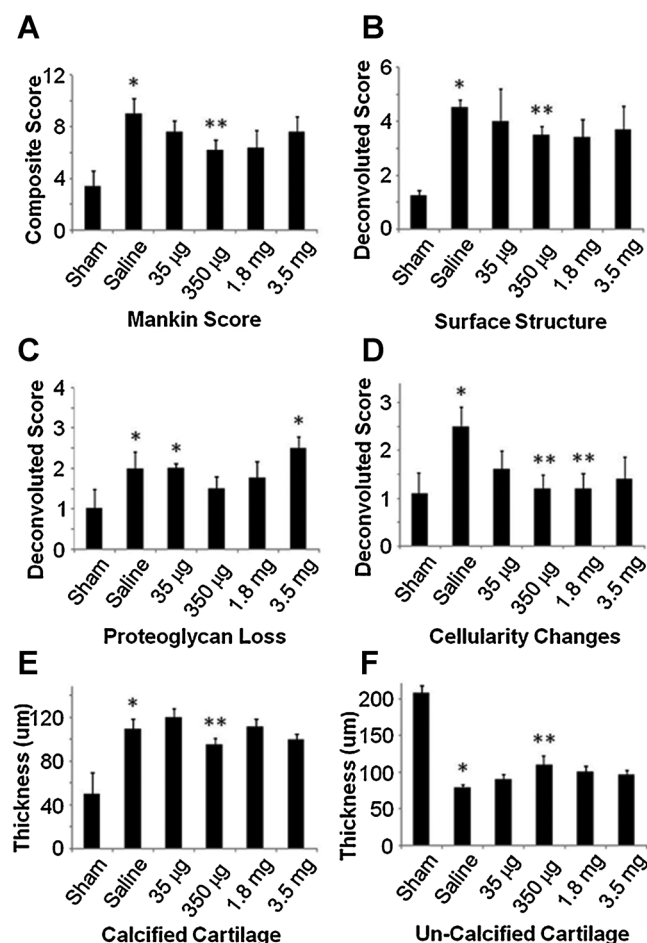 A
Composite Score
12
8
4
0
*
**
Sham
Saline
35 µg
350 µg
1.8 mg
3.5 mg
Mankin Score
B
Deconvoluted Score
6
4
2
0
*
**
Sham
Saline
35 µg
350 µg
1.8 mg
3.5 mg
Surface Structure
C
Deconvoluted Score
4
3
2
1
0
*
*
*
Sham
Saline
35 µg
350 µg
1.8 mg
3.5 mg
Proteoglycan Loss
D
Deconvoluted Score
3
2
1
0
*
**
**
Sham
Saline
35 µg
350 µg
1.8 mg
3.5 mg
Cellularity Changes
E
Thickness (um)
120
80
40
0
*
**
Sham
Saline
35 µg
350 µg
1.8 mg
3.5 mg
Calcified Cartilage
F
Thickness (um)
200
150
100
50
0
*
**
Sham
Saline
35 µg
350 µg
1.8 mg
3.5 mg
Un-Calcified Cartilage